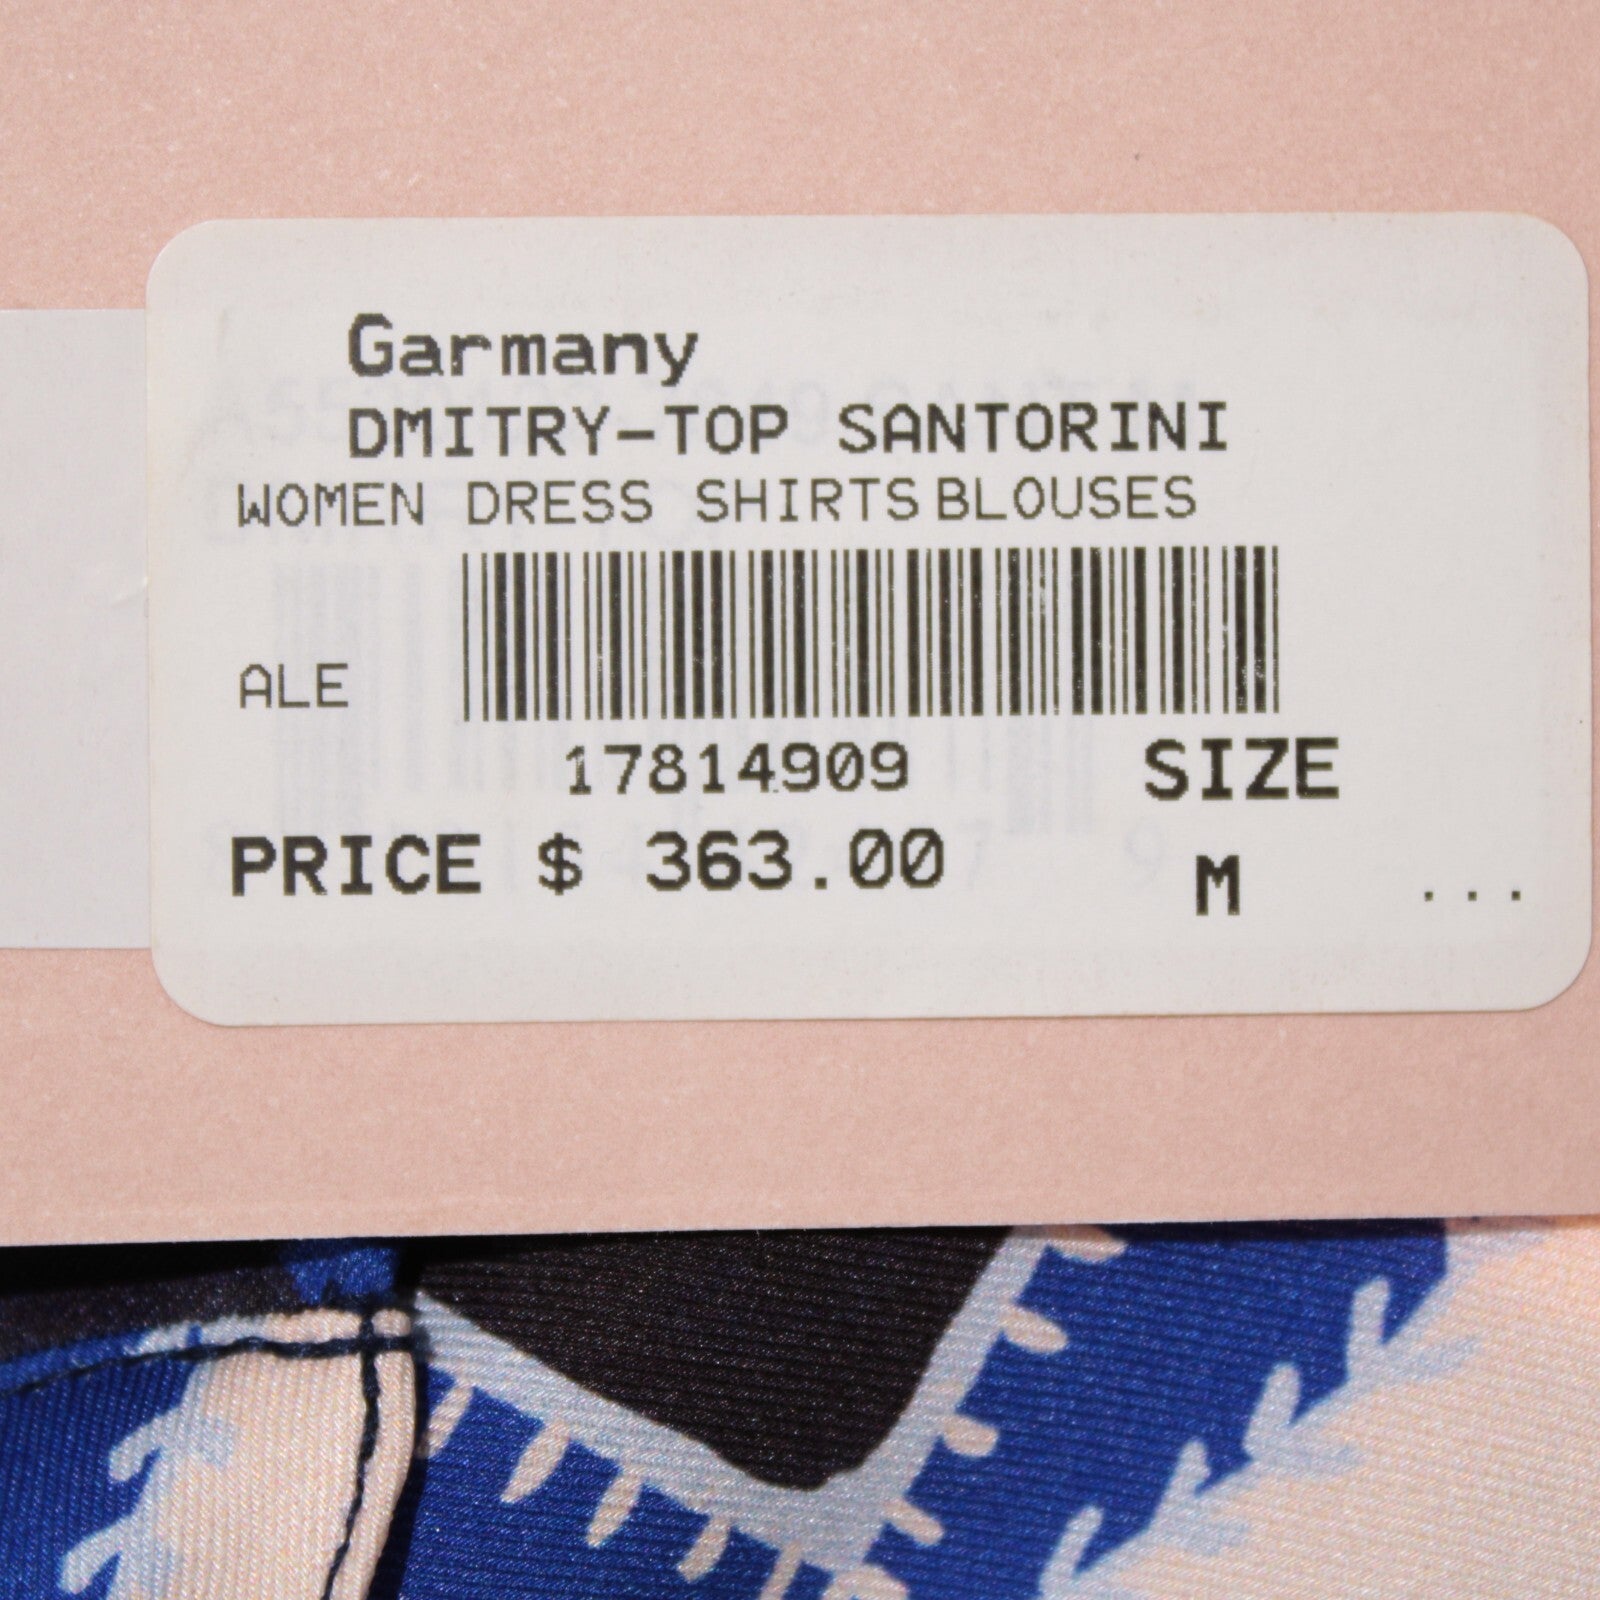 Garmany
DMITRY-TOP SANTORINI
WOMEN DRESS SHIRTS BLOUSES
ALE
17814909
SIZE
PRICE $ 363.00
M
...